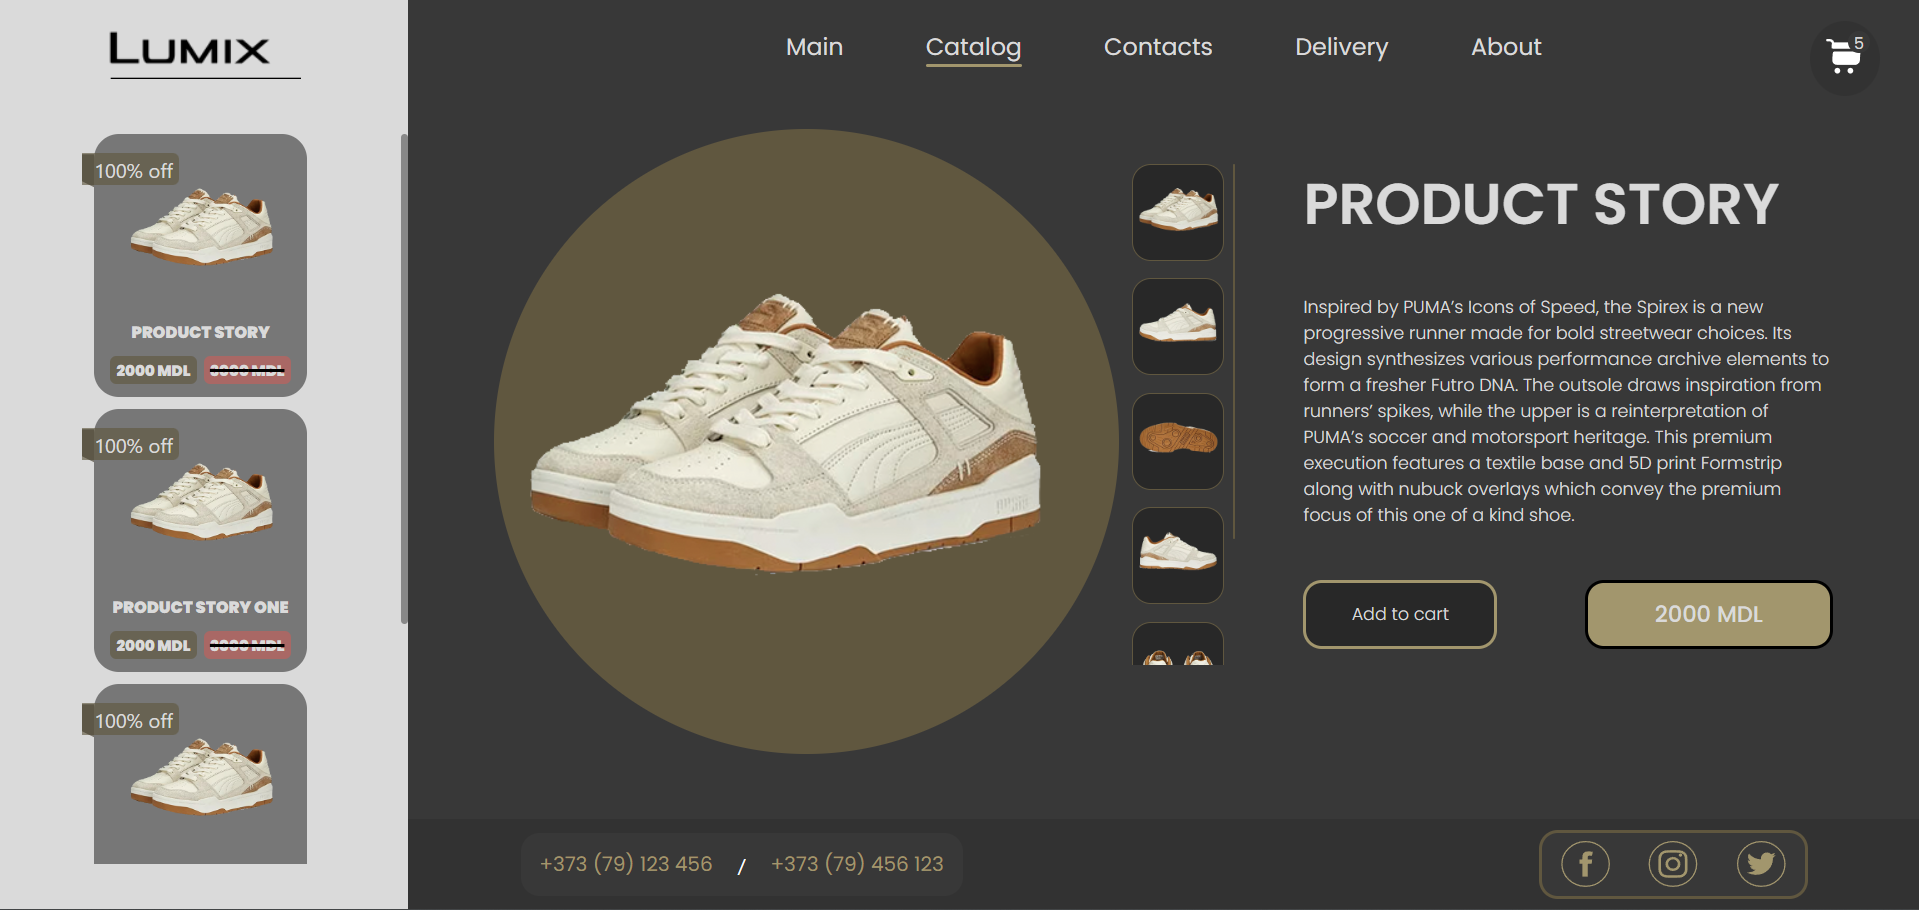 LUMIX
Main
Catalog
Contacts
Delivery
About
5
100% off
PRODUCT STORY
2000 MDL
100% off
PRODUCT STORY ONE
2000 MDL
100% off
PRODUCT STORY
Inspired by PUMA’s Icons of Speed, the Spirex is a new
progressive runner made for bold streetwear choices. Its
design synthesizes various performance archive elements to
form a fresher Futro DNA. The outsole draws inspiration from
runners’ spikes, while the upper is a reinterpretation of
PUMA’s soccer and motorsport heritage. This premium
execution features a textile base and 5D print Formstrip
along with nubuck overlays which convey the premium
focus of this one of a kind shoe.
Add to cart
2000 MDL
+373 (79) 123 456 / +373 (79) 456 123